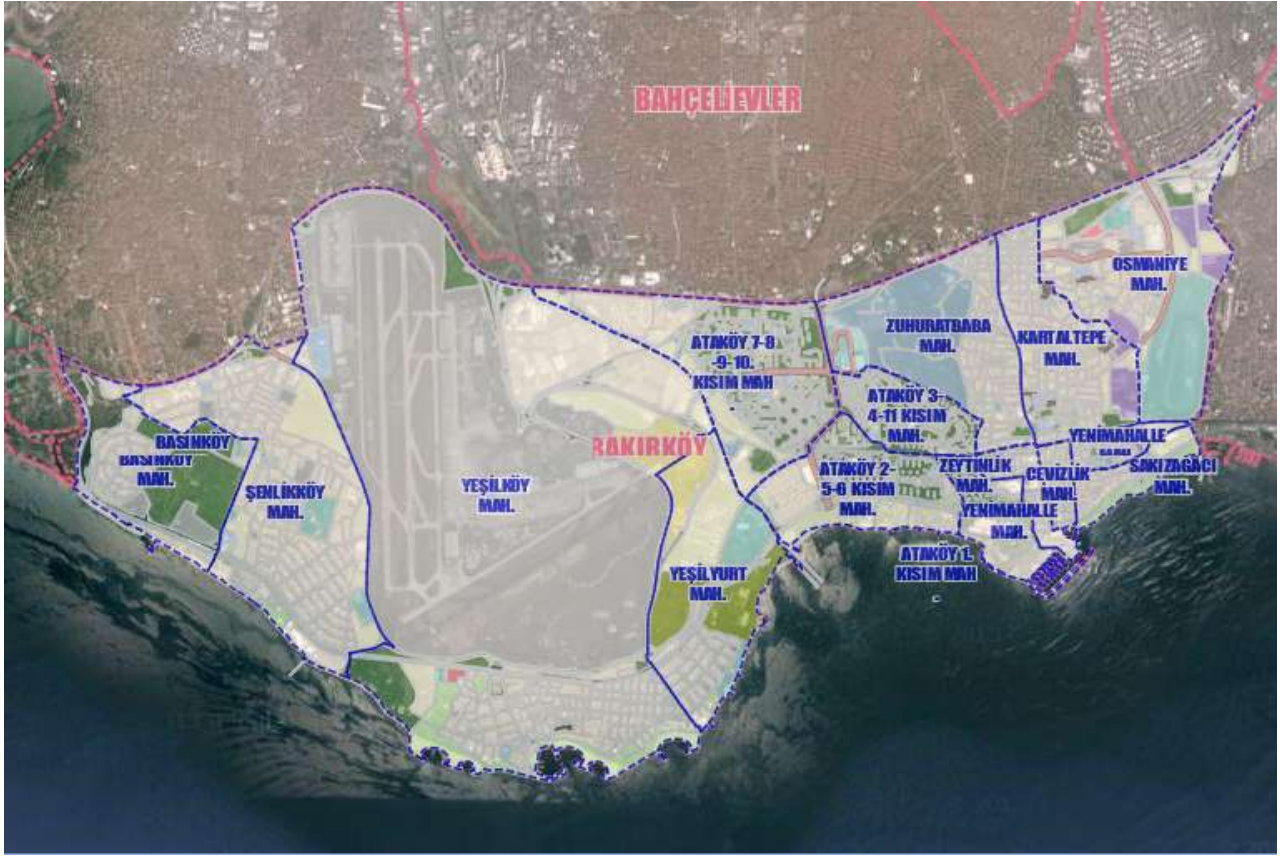 BAHÇELİEVLER
OSMANİYE
MAH.
ZUHURATBABA
MAH.
KARTALTEPE
MAH.
ATAKÖY 7-8
-9-10.
KISIM MAH
ATAKÖY 3-
4-11 KISIM
MAH.
BAKIRKÖY
YENİMAHALLE
BASINKÖY
BASINKÖY
MAH.
ŞENLİKKÖY
MAH.
YEŞİLKÖY
MAH.
ATAKÖY 2-
5-6 KISIM
MAH.
ZEYTİNLİK
MAH.
CEVİZLİK
MAH.
SAKIZAĞACI
MAH.
YENİMAHALLE
MAH.
ATAKÖY 1.
KISIM MAH
YEŞİLYURT
MAH.